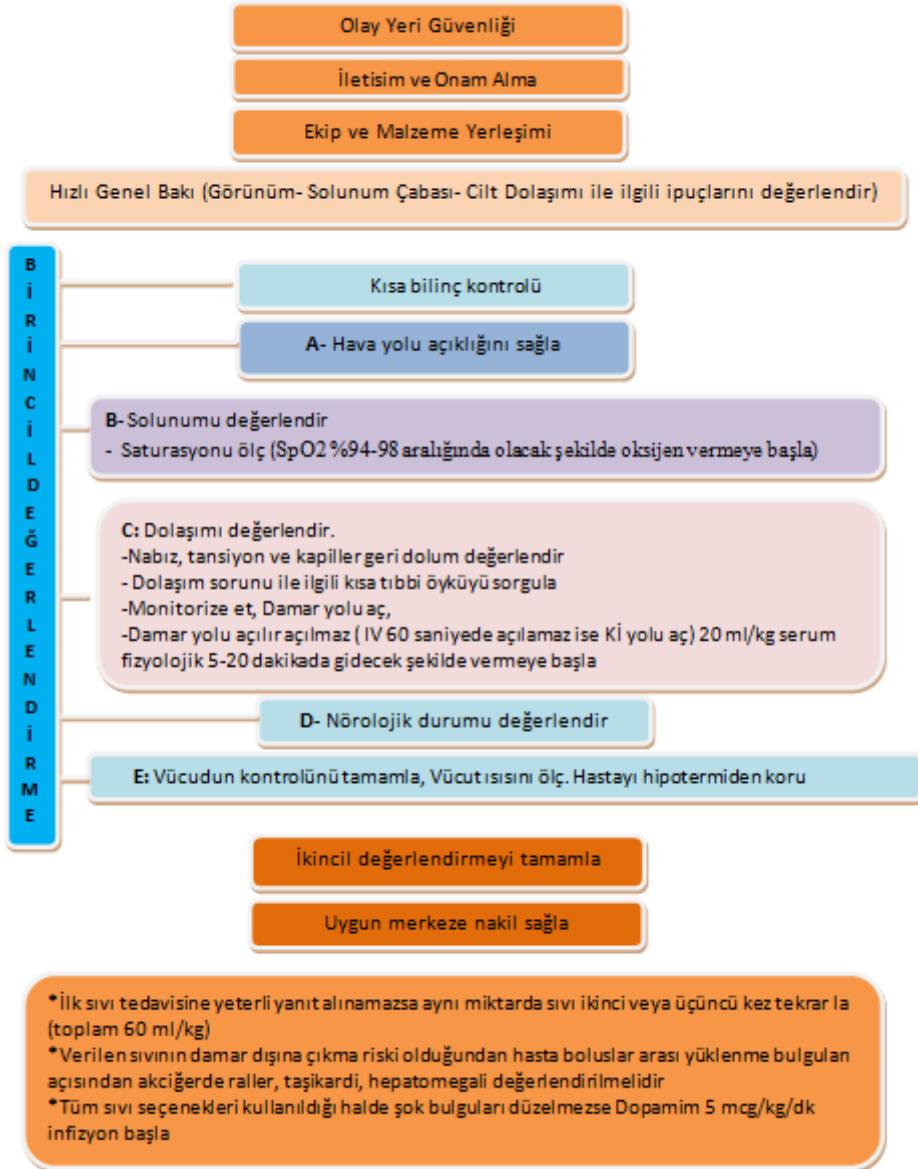 Olay Yeri Güvenliği
İletisim ve Onam Alma
Ekip ve Malzeme Yerleşimi
Hızlı Genel Bakı (Görünüm- Solunum Çabası- Cilt Dolaşımı ile ilgili ipuçlarını değerlendir)
BİRİNCİL DEĞERLENDİRME
Kısa bilinç kontrolü
A- Hava yolu açıklığını sağla
B- Solunumu değerlendir
- Saturasyonu ölç (SpO2 %94-98 aralığında olacak şekilde oksijen vermeye başla)
C: Dolaşımı değerlendir.
-Nabız, tansiyon ve kapiller geri dolum değerlendir
- Dolaşım sorunu ile ilgili kısa tıbbi öyküyü sorgula
-Monitorize et, Damar yolu aç,
-Damar yolu açılır açılmaz ( IV 60 saniyede açılamaz ise Kİ yolu aç) 20 ml/kg serum
fizyolojik 5-20 dakikada gidecek şekilde vermeye başla
D- Nörolojik durumu değerlendir
E: Vücudun kontrolünü tamamla, Vücut ısısını ölç. Hastayı hipotermiden koru
İkincil değerlendirmeyi tamamla
Uygun merkeze nakil sağla
*İlk sıvı tedavisine yeterli yanıt alınamazsa aynı miktarda sıvı ikinci veya üçüncü kez tekrar la
(toplam 60 ml/kg)
*Verilen sıvının damar dışına çıkma riski olduğundan hasta boluslar arası yüklenme bulguları
açısından akciğerde raller, taşikardi, hepatomegali değerlendirilmelidir
*Tüm sıvı seçenekleri kullanıldığı halde şok bulguları düzelmezse Dopamim 5 mcg/kg/dk
infizyon başla